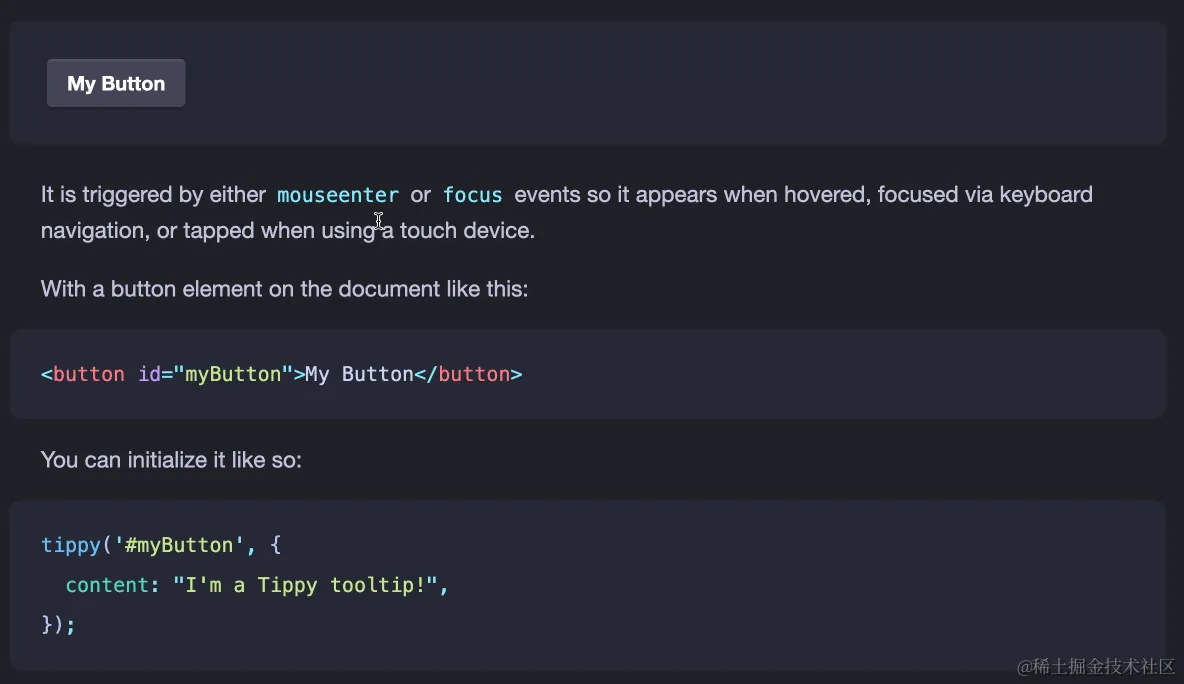 My Button
It is triggered by either mouseenter or focus events so it appears when hovered, focused via keyboard
navigation, or tapped when using a touch device.
With a button element on the document like this:
<button id="myButton">My Button</button>
You can initialize it like so:
tippy('#myButton', {
  content: "I'm a Tippy tooltip!",
});
@稀土掘金技术社区